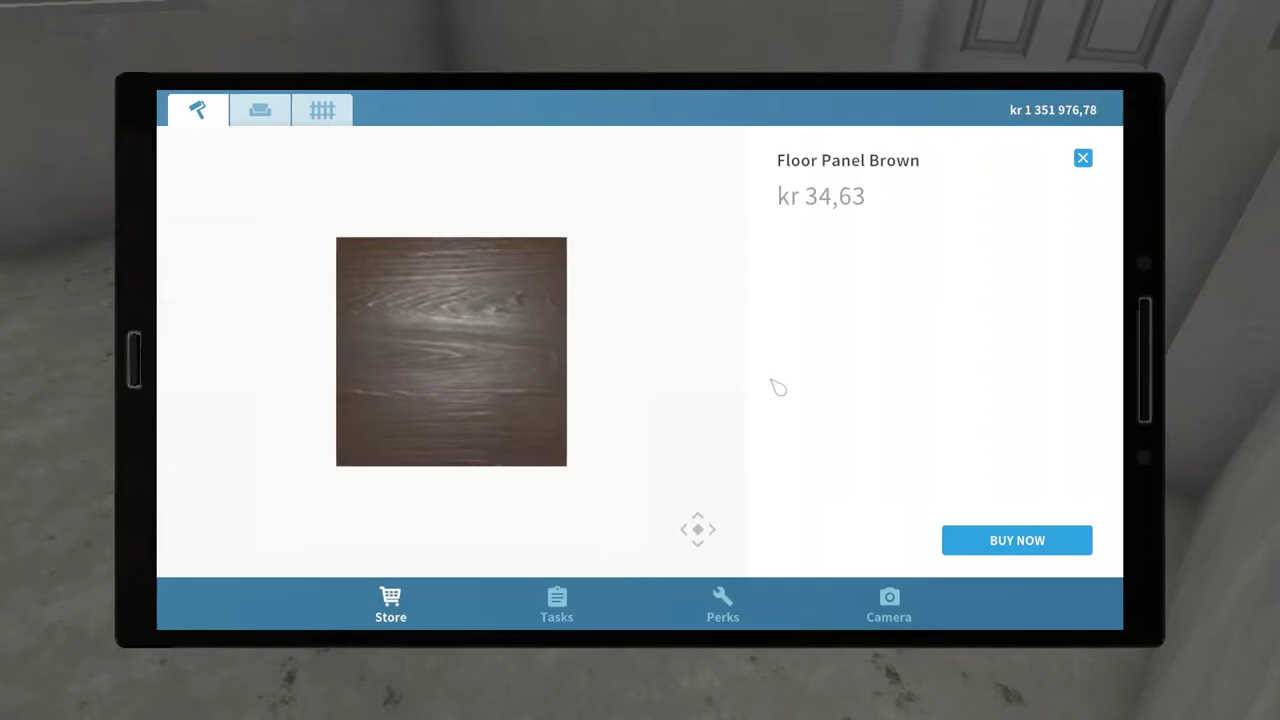 kr 1 351 976,78
Floor Panel Brown
kr 34,63
BUY NOW
Store
Tasks
Perks
Camera